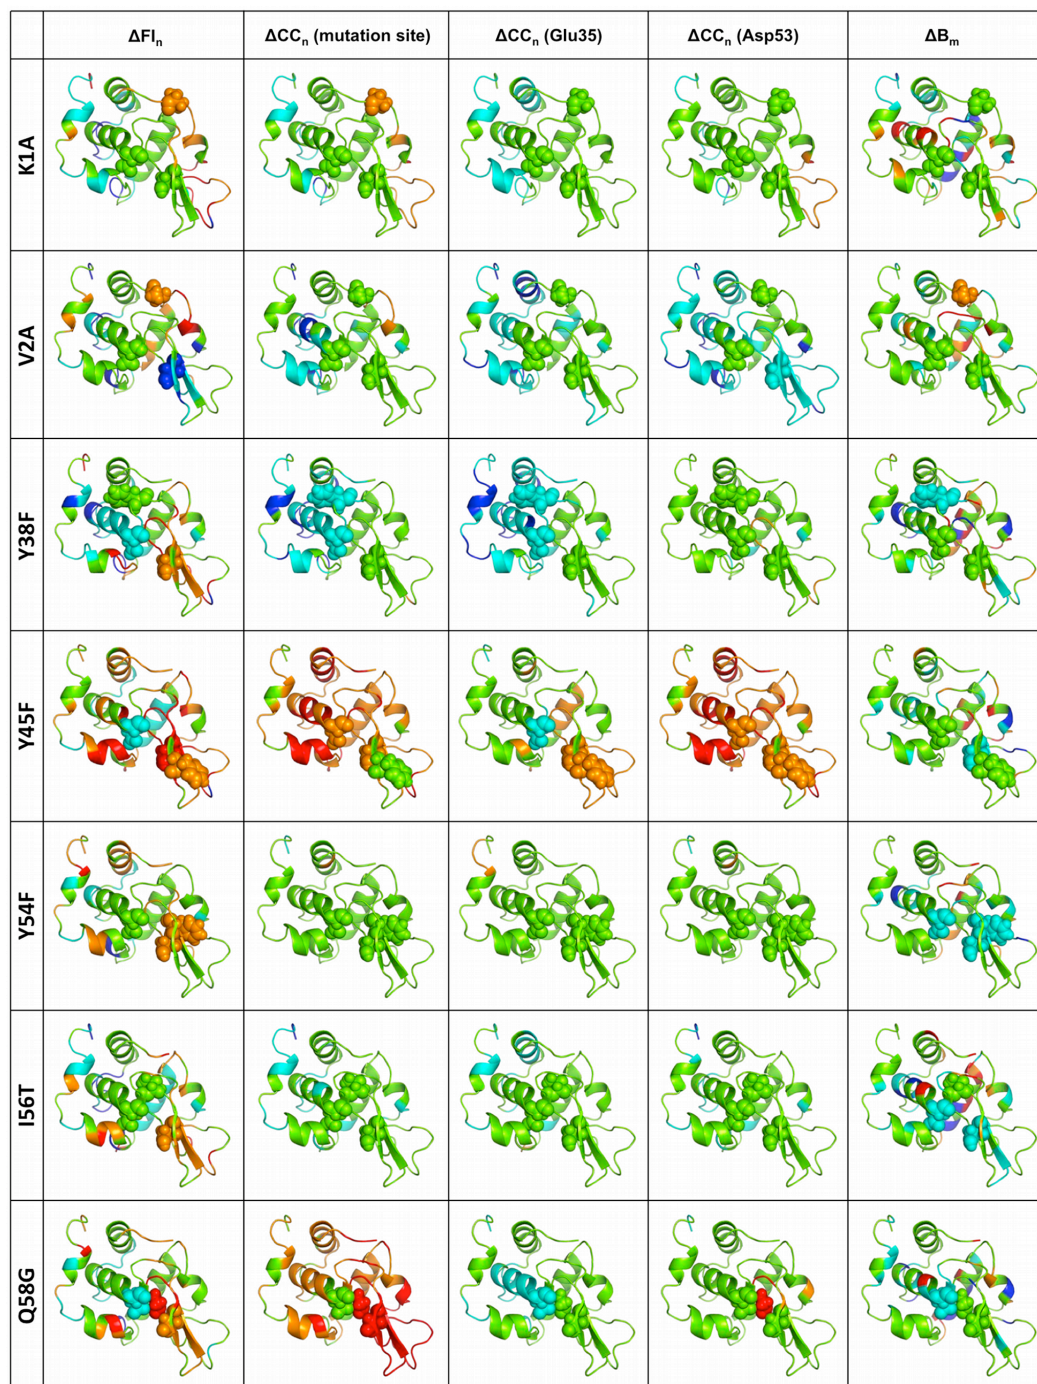 ΔFIn ΔCCn (mutation site) ΔCCn (Glu35) ΔCCn (Asp53) ΔBm
K1A
V2A
Y38F
Y45F
Y54F
I56T
Q58G